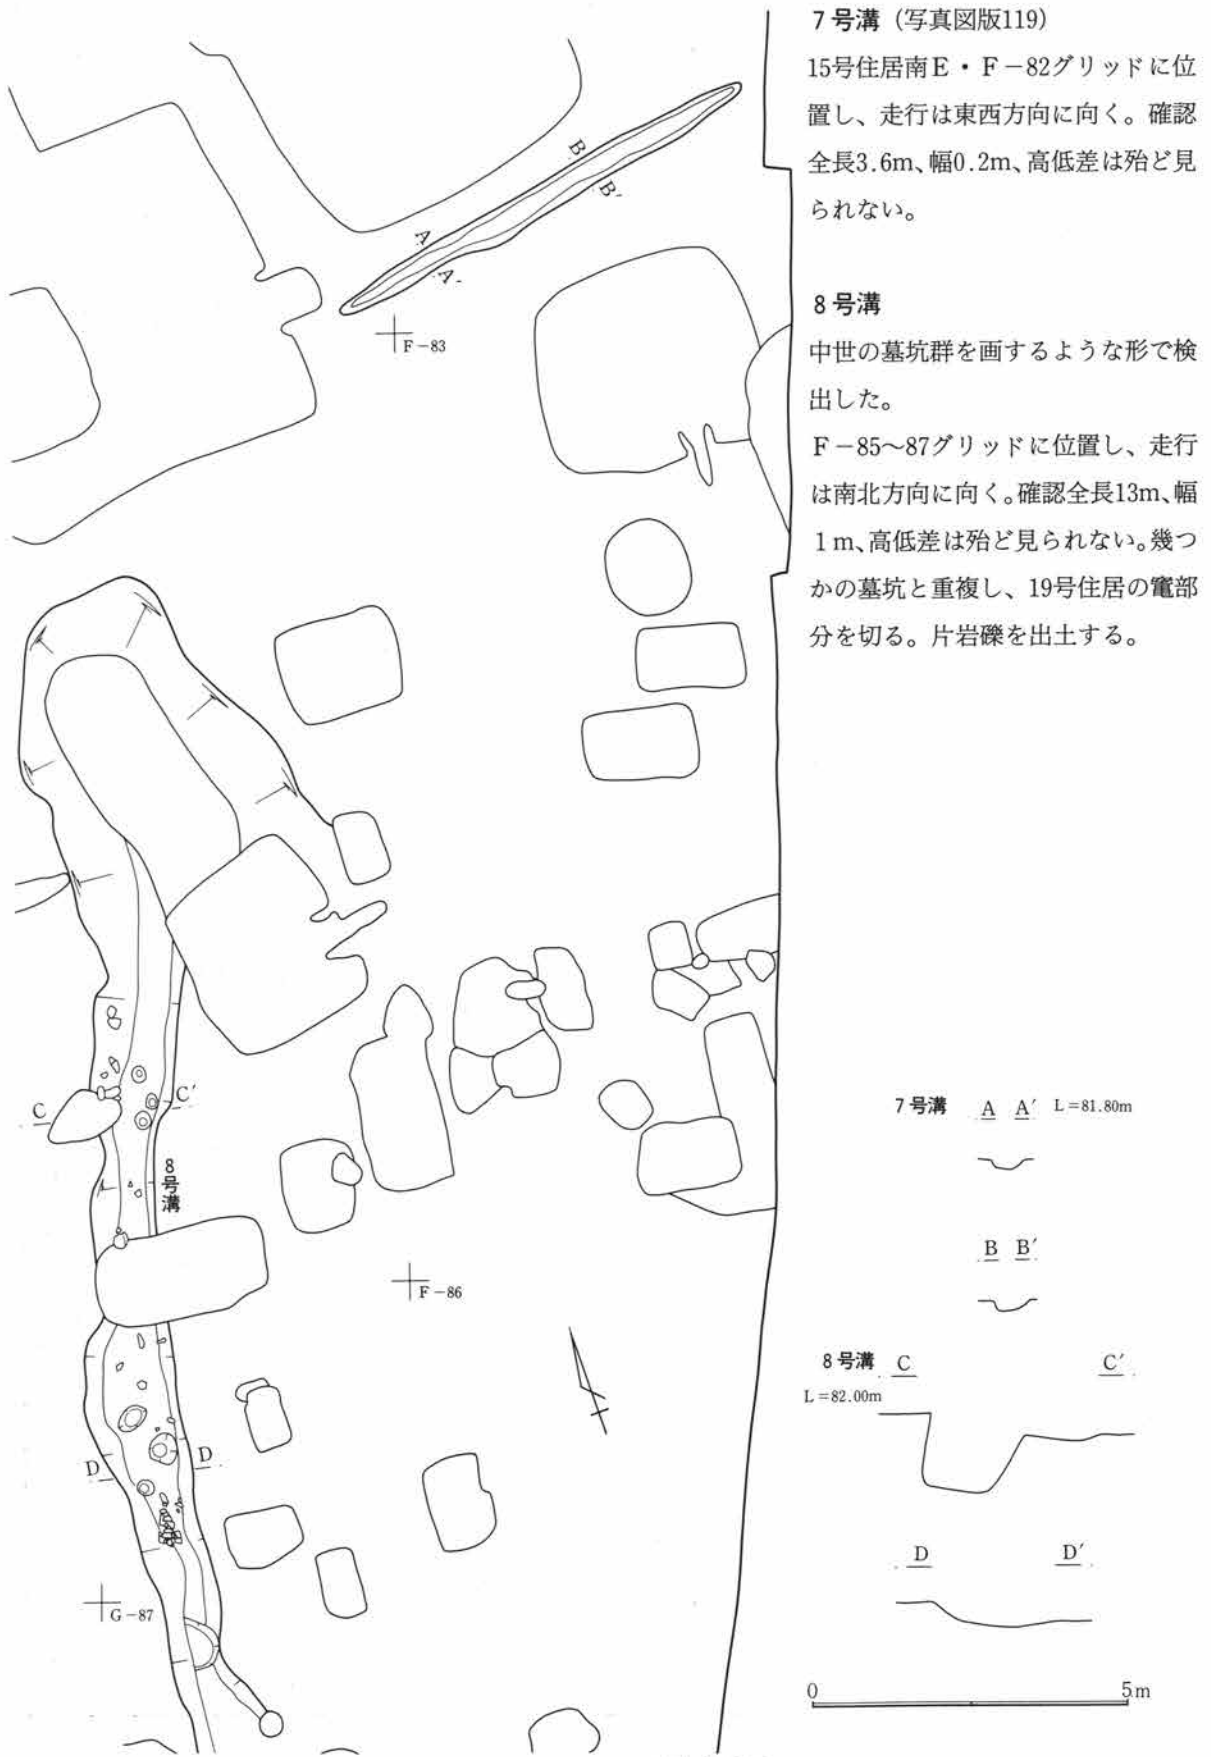 7号溝（写真図版119）
15号住居南E・F－82グリッドに位
置し、走行は東西方向に向く。確認
全長3.6m、幅0.2m、高低差は殆ど見
られない。
8号溝
中世の墓坑群を画するような形で検
出した。
F－85～87グリッドに位置し、走行
は南北方向に向く。確認全長13m、幅
1m、高低差は殆ど見られない。幾つ
かの墓坑と重複し、19号住居の竃部
分を切る。片岩礫を出土する。
B
B′
A
A′
F－83
C
C′
8号溝
F－86
D
D
G－87
7号溝 A A′ L=81.80m
B B′
8号溝 C C′
L=82.00m
D D′
0 5m